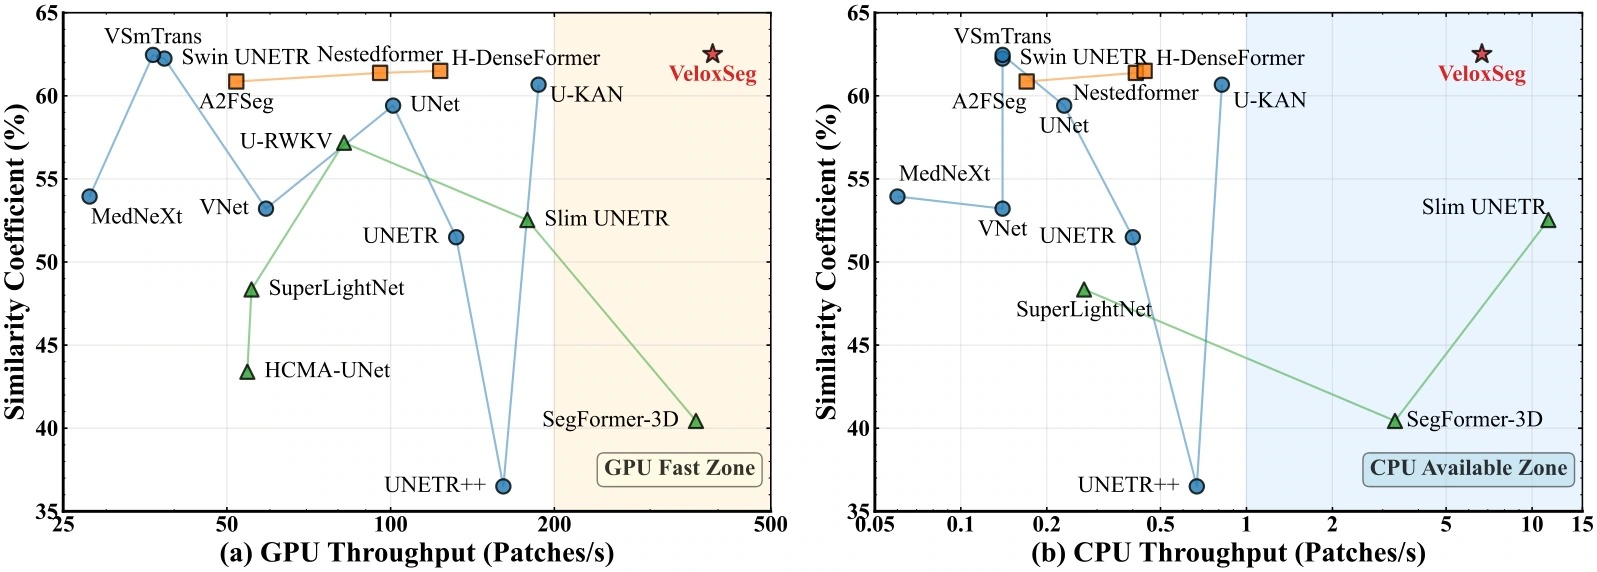 Similarity Coefficient (%)
65
60
55
50
45
40
35
VSmTrans
Swin UNETR
Nestedformer
H-DenseFormer
VeloxSeg
A2FSeg
UNet
U-KAN
U-RWKV
MedNeXt
VNet
Slim UNETR
UNETR
SuperLightNet
HCMA-UNet
SegFormer-3D
GPU Fast Zone
UNETR++
25 50 100 200 500
(a) GPU Throughput (Patches/s)
Similarity Coefficient (%)
65
60
55
50
45
40
35
VSmTrans
Swin UNETR
H-DenseFormer
VeloxSeg
A2FSeg
Nestedformer
U-KAN
UNet
MedNeXt
Slim UNETR
VNet
UNETR
SuperLightNet
SegFormer-3D
CPU Available Zone
UNETR++
0.05 0.1 0.2 0.5 1 2 5 10 15
(b) CPU Throughput (Patches/s)